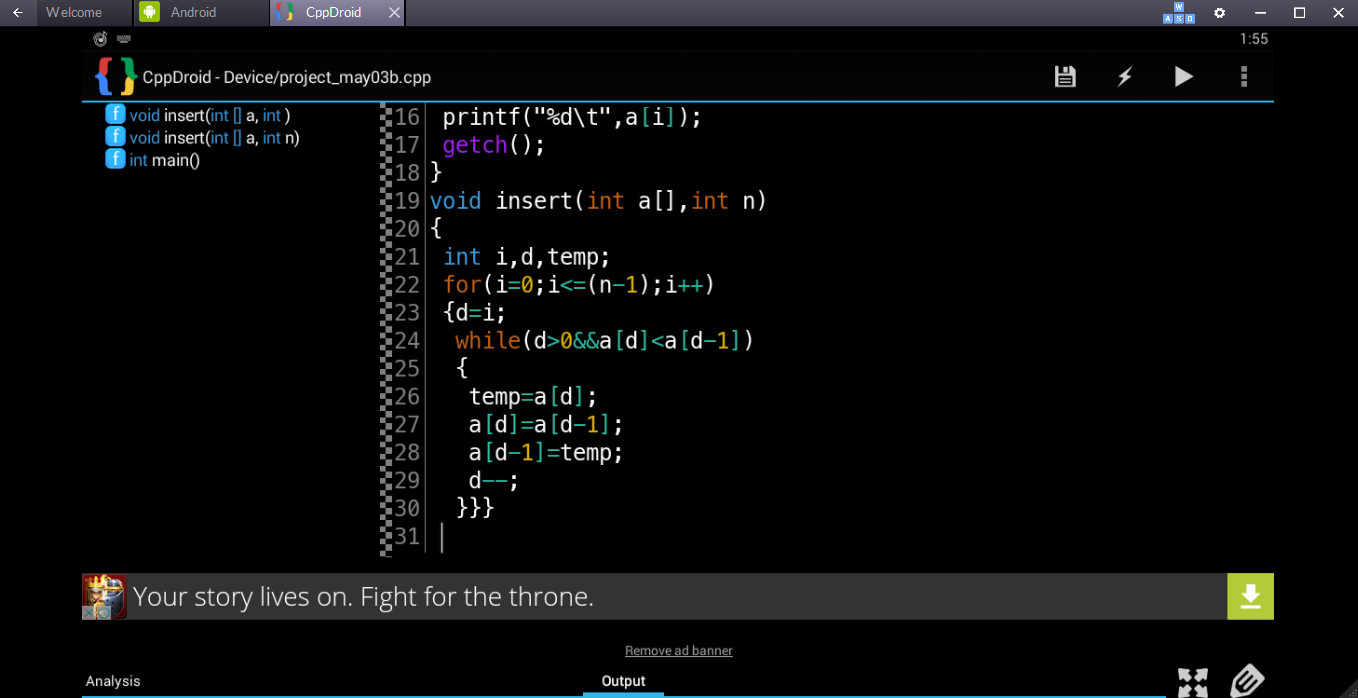 Welcome
Android
CppDroid
W
A S D
1:55
CppDroid - Device/project_may03b.cpp
f void insert(int [] a, int )
f void insert(int [] a, int n)
f int main()
16 printf("%d\t",a[i]);
17 getch();
18 }
19 void insert(int a[],int n)
20 {
21 int i,d,temp;
22 for(i=0;i<=(n-1);i++)
23 {d=i;
24 while(d>0&&a[d]<a[d-1])
25 {
26 temp=a[d];
27 a[d]=a[d-1];
28 a[d-1]=temp;
29 d--;
30 }}}
31
Your story lives on. Fight for the throne.
Remove ad banner
Analysis
Output